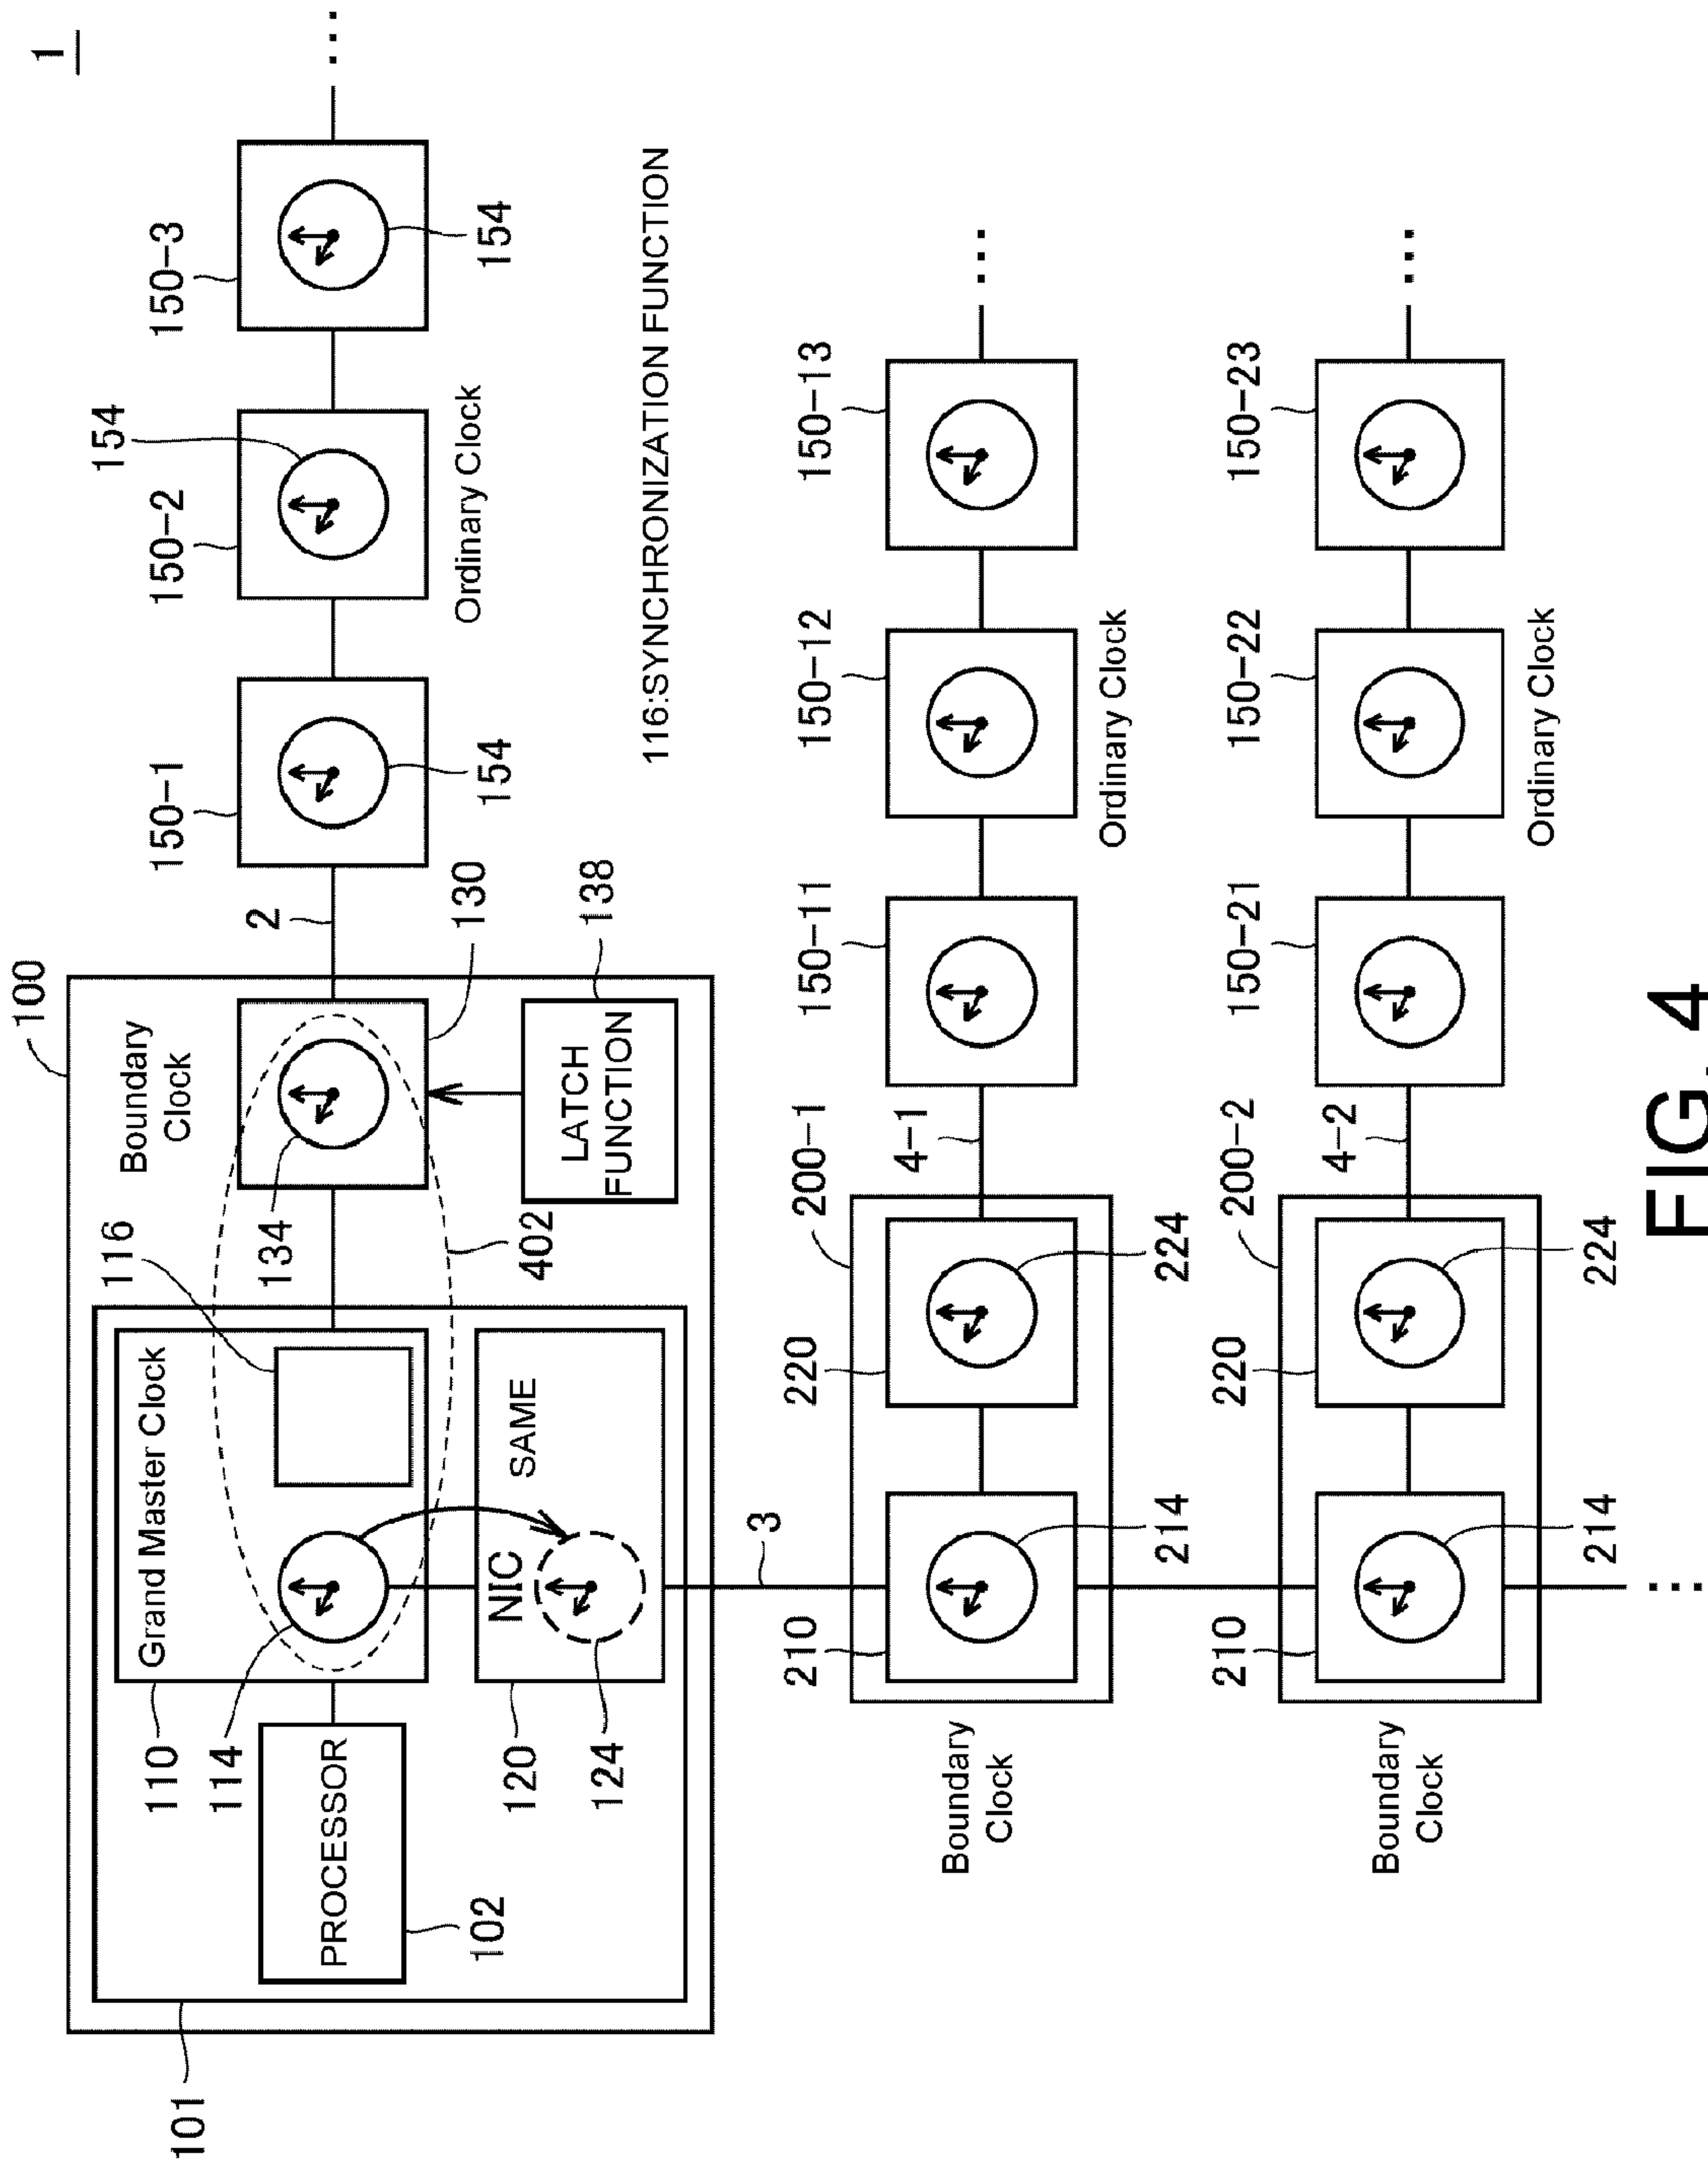 1
100
101
Boundary
Clock
Grand Master Clock
110
114
116
134
130
PROCESSOR
102
NIC
SAME
120
124
402
LATCH
FUNCTION
138
2
150-1
154
150-2
154
Ordinary Clock
150-3
154
...
116:SYNCHRONIZATION FUNCTION
3
Boundary
Clock
200-1
210
214
220
224
4-1
150-11
150-12
Ordinary Clock
150-13
...
Boundary
Clock
200-2
210
214
220
224
4-2
150-21
150-22
Ordinary Clock
150-23
...
...
FIG. 4